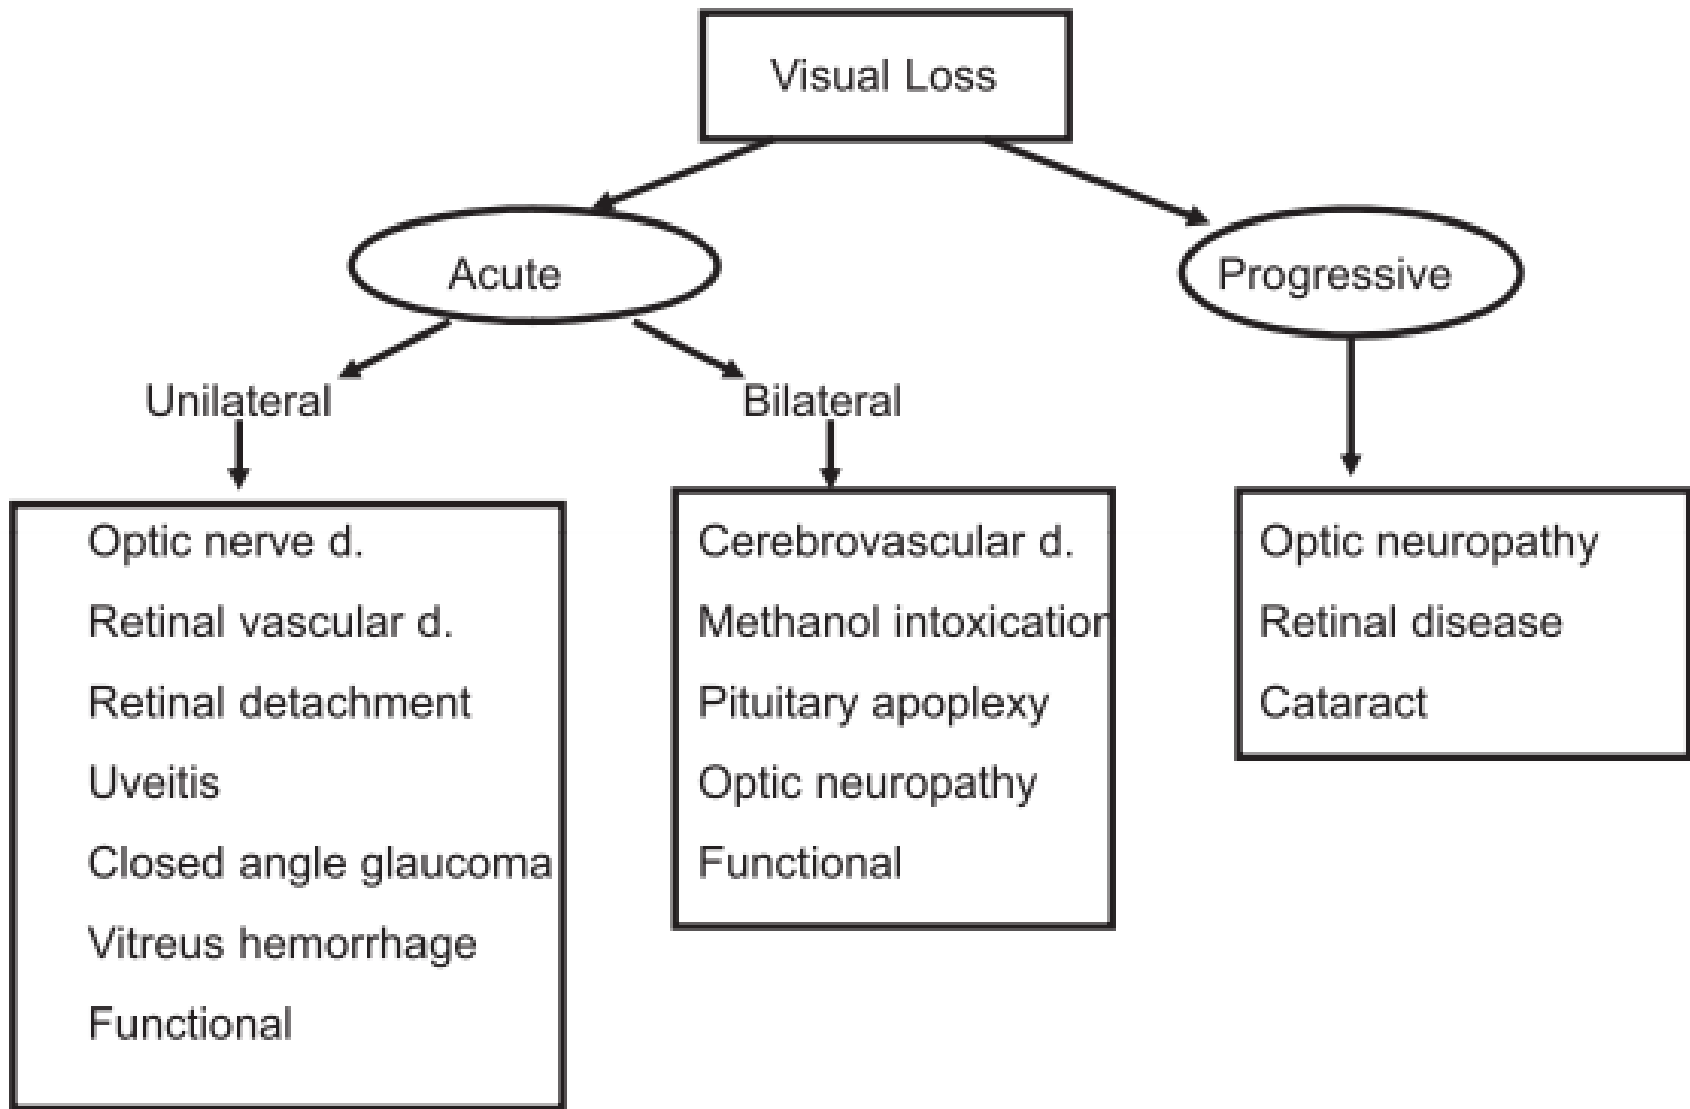 Visual Loss
Acute
Progressive
Unilateral
Bilateral
Optic nerve d.
Retinal vascular d.
Retinal detachment
Uveitis
Closed angle glaucoma
Vitreus hemorrhage
Functional
Cerebrovascular d.
Methanol intoxication
Pituitary apoplexy
Optic neuropathy
Functional
Optic neuropathy
Retinal disease
Cataract